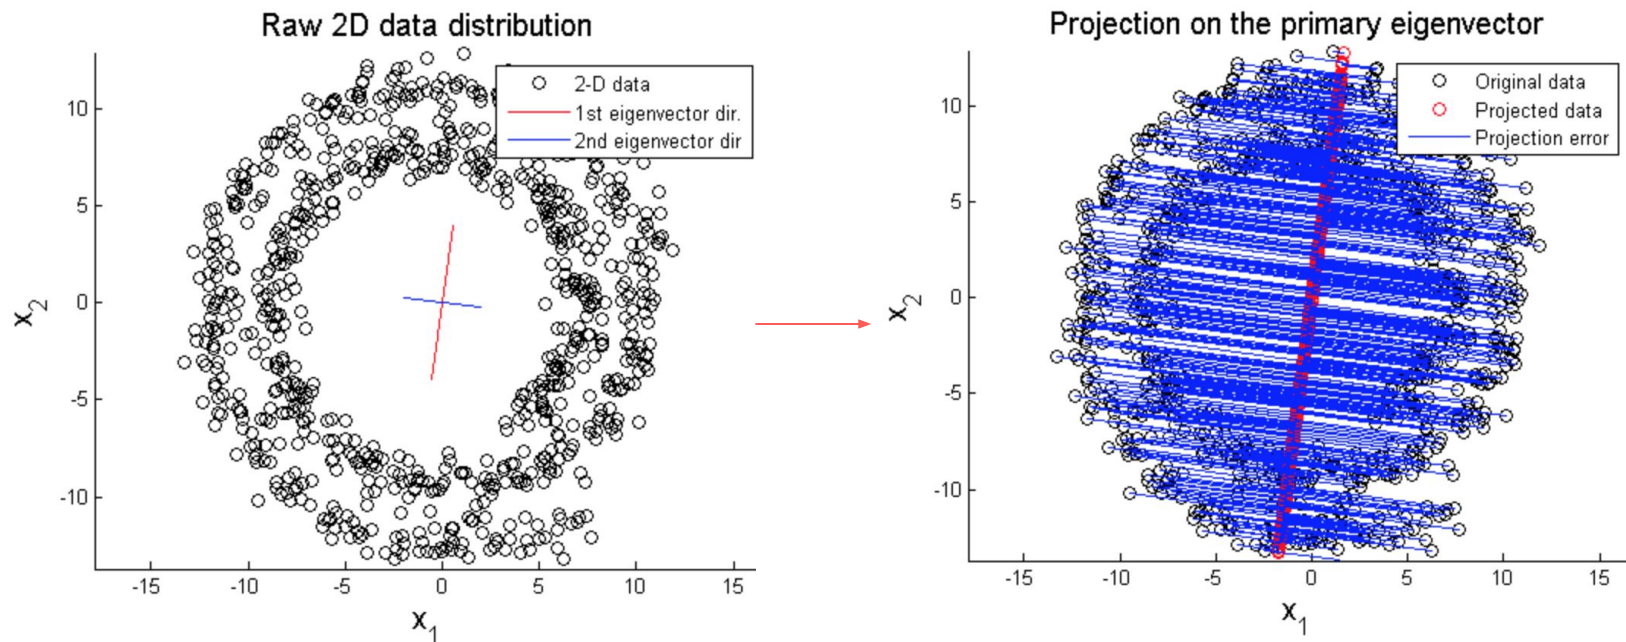 Raw 2D data distribution
2-D data
1st eigenvector dir.
2nd eigenvector dir
10
5
0
-5
-10
x2
-15
-10
-5
0
5
10
15
x1
Projection on the primary eigenvector
Original data
Projected data
Projection error
10
5
0
-5
-10
x2
-15
-10
-5
0
5
10
15
x1